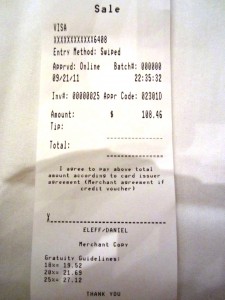 Sale
VISA
XXXXXXXXXXXX6408
Entry Method: Swiped
Apprvd: Online Batch#: 000000
09/21/11 22:35:32
Inv#: 00000025 Appr Code: 02381D
Amount: $ 108.46
Tip:
Total:
I agree to pay above total
amount according to card issuer
agreement (Merchant agreement if
credit voucher)
X
ELEFF/DANIEL
Merchant Copy
Gratuity Guidelines:
18%= 19.52
20%= 21.69
25%= 27.12
THANK YOU